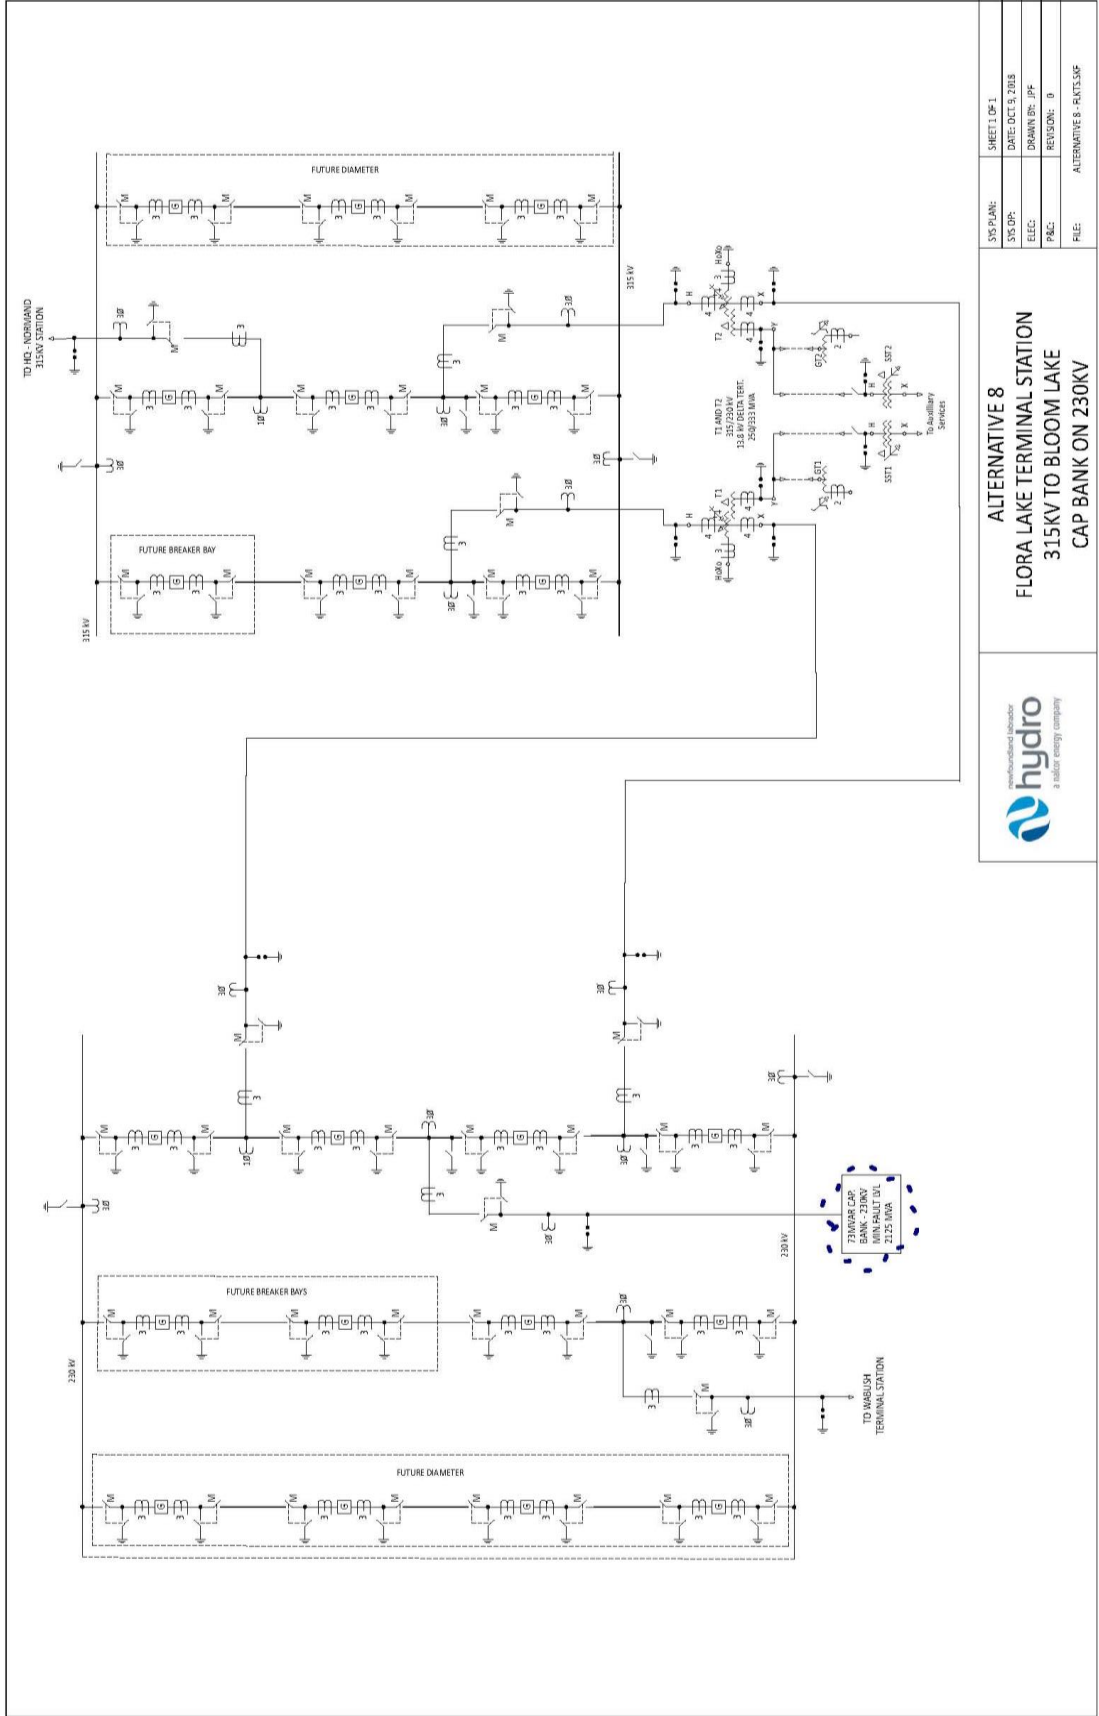 TO HQ - NORMAND
315KV STATION
315 kV
315 kV
FUTURE DIAMETER
FUTURE BREAKER BAY
T1 AND T2
315/230 kV
13.8 kV DELTA TERT.
250/333 MVA
T1
T2
H
H
X
X
Y
Y
HoXo
HoXo
GT1
GT2
SST1
SST2
H
H
X
X
To Auxilliary
Services
230 kV
230 kV
FUTURE BREAKER BAYS
FUTURE DIAMETER
73MVAR CAP.
BANK - 230KV
MIN.FAULT LVL
2125 MVA
TO WABUSH
TERMINAL STATION
newfoundland labrador
hydro
a nalcor energy company
ALTERNATIVE 8
FLORA LAKE TERMINAL STATION
315KV TO BLOOM LAKE
CAP BANK ON 230KV
SYS PLAN:
SHEET 1 OF 1
SYS OP:
DATE: OCT. 9, 2018
ELEC:
DRAWN BY: JPF
P&C:
REVISION: 0
FILE:
ALTERNATIVE 8 - FLKTS.SKF